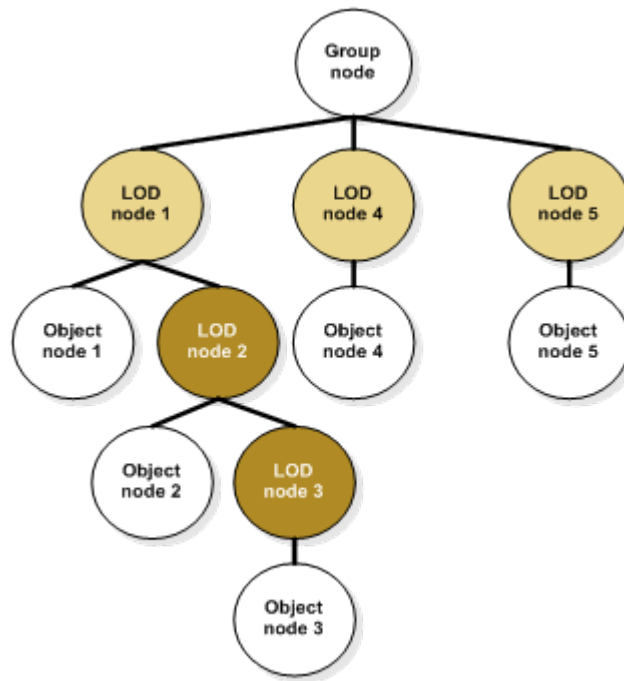 Group
node
LOD
node 1
LOD
node 4
LOD
node 5
Object
node 1
LOD
node 2
Object
node 4
Object
node 5
Object
node 2
LOD
node 3
Object
node 3